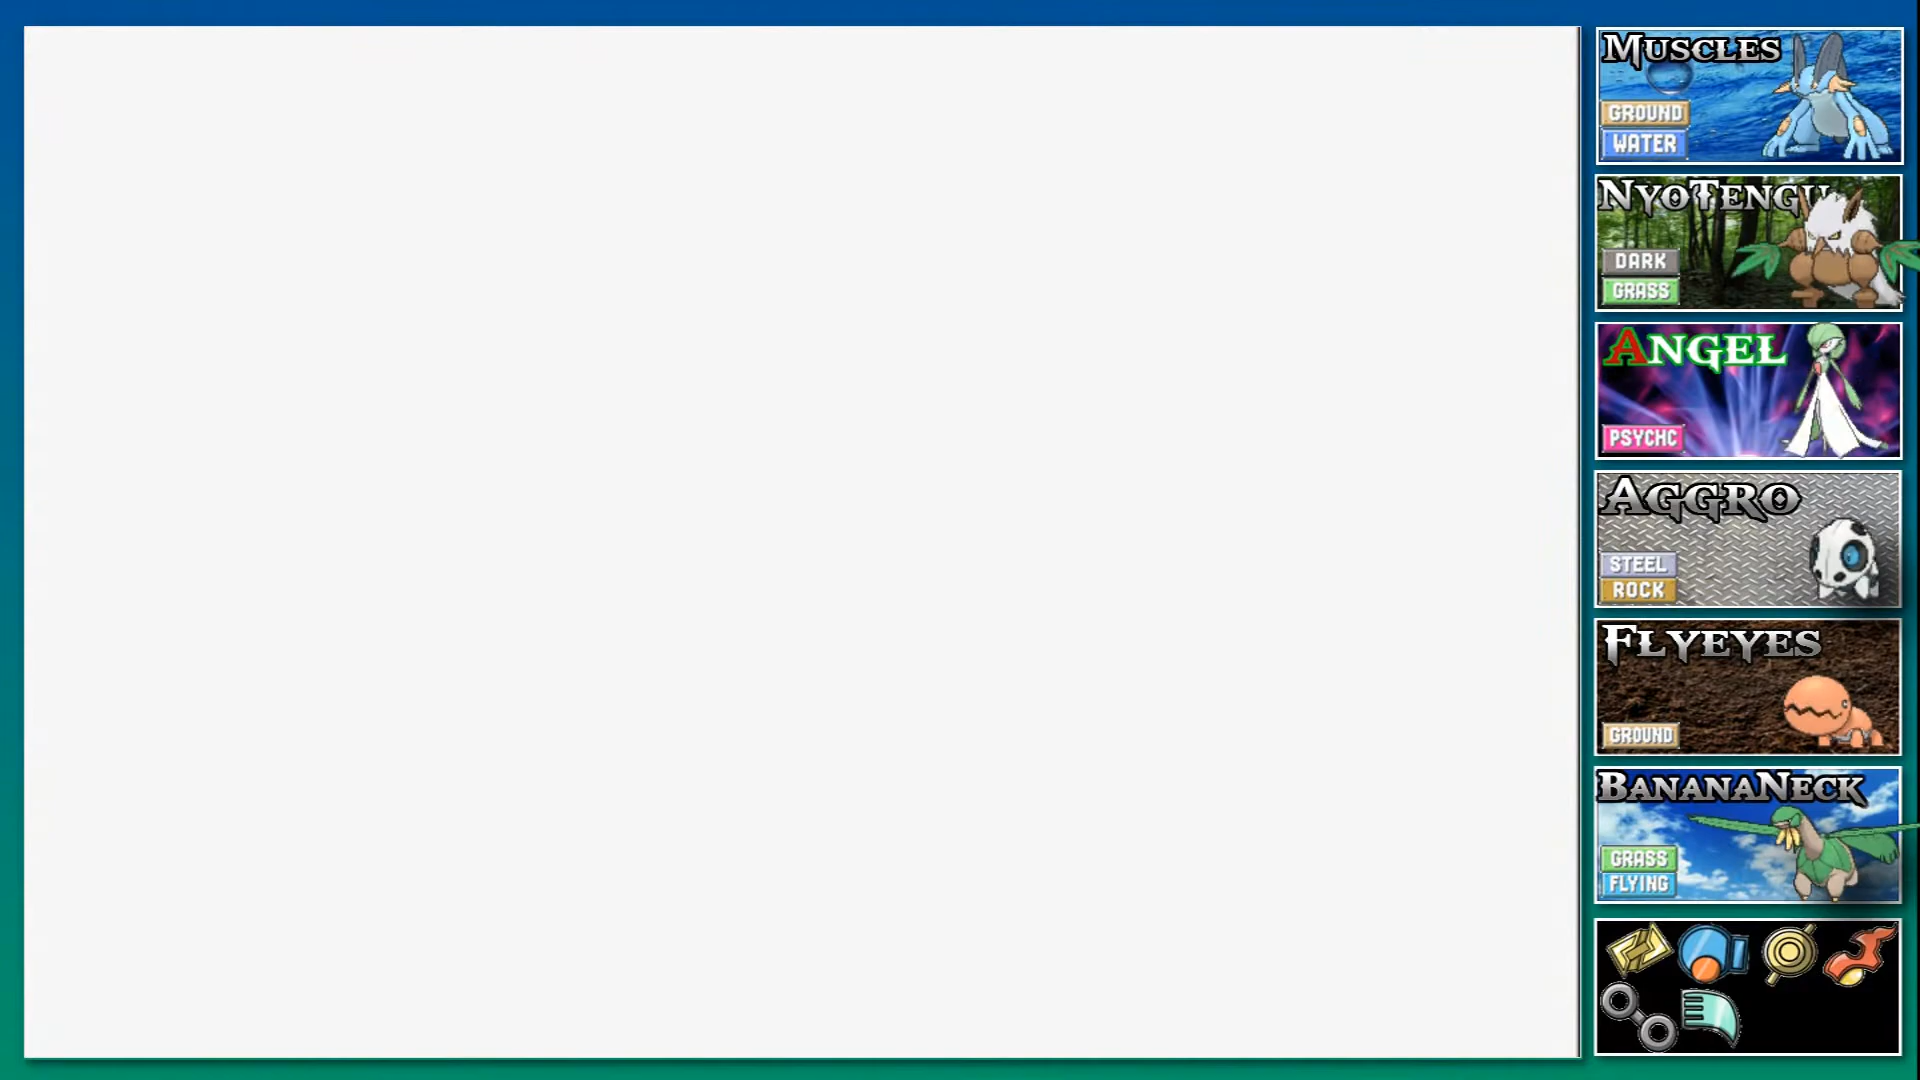 Muscles
GROUND
WATER
NyoTengu
DARK
GRASS
Angel
PSYCHC
Aggro
STEEL
ROCK
Flyeyes
GROUND
BananaNeck
GRASS
FLYING